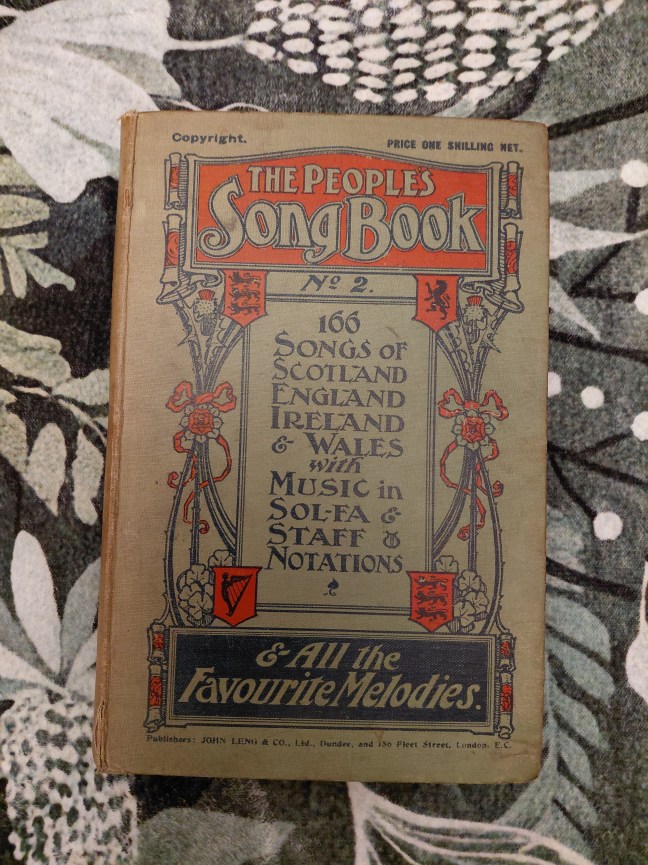 Copyright.
PRICE ONE SHILLING NET.
THE PEOPLE'S
SONG BOOK
No 2.
166
SONGS OF
SCOTLAND
ENGLAND
IRELAND
& WALES
with
MUSIC in
SOL-FA &
STAFF
NOTATIONS
& All the
Favourite Melodies.
Publishers: JOHN LENG & CO., Ltd., Dundee, and 186 Fleet Street, London, E.C.